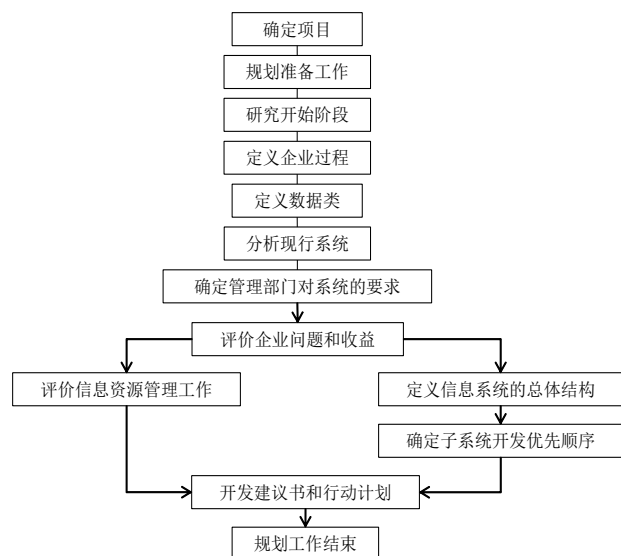 确定项目
规划准备工作
研究开始阶段
定义企业过程
定义数据类
分析现行系统
确定管理部门对系统的要求
评价企业问题和收益
评价信息资源管理工作
定义信息系统的总体结构
确定子系统开发优先顺序
开发建议书和行动计划
规划工作结束